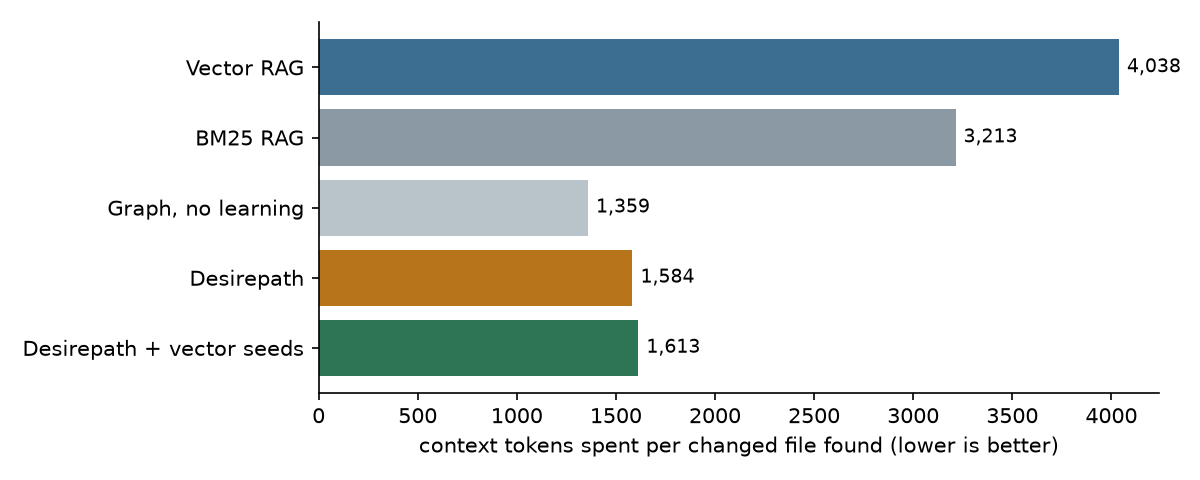 Vector RAG 4,038
BM25 RAG 3,213
Graph, no learning 1,359
Desirepath 1,584
Desirepath + vector seeds 1,613
0 500 1000 1500 2000 2500 3000 3500 4000
context tokens spent per changed file found (lower is better)